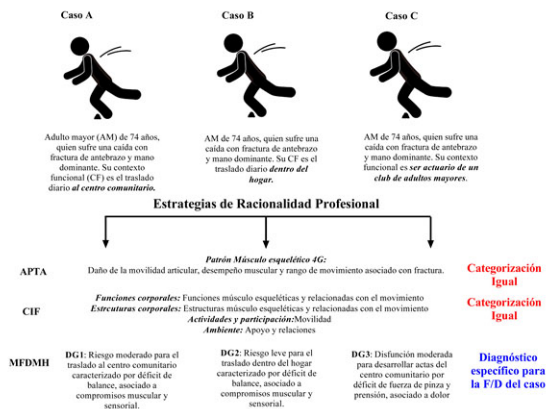 Caso A
Caso B
Caso C
Adulto mayor (AM) de 74 años,
quien sufre una caída con
fractura de antebrazo y mano
dominante. Su contexto
funcional (CF) es el traslado
diario al centro comunitario.
AM de 74 años, quien sufre una
caída con fractura de antebrazo
y mano dominante. Su CF es el
traslado diario dentro del
hogar.
AM de 74 años, quien sufre una
caída con fractura de antebrazo
y mano dominante. Su contexto
funcional es ser actuario de un
club de adultos mayores.
Estrategias de Racionalidad Profesional
APTA
Patrón Músculo esquelético 4G:
Daño de la movilidad articular, desempeño muscular y rango de movimiento asociado con fractura.
Categorización
Igual
CIF
Funciones corporales: Funciones músculo esqueléticas y relacionadas con el movimiento
Estrcuturas corporales: Estructuras músculo esqueléticas y relacionadas con el movimiento
Actividades y participación:Movilidad
Ambiente: Apoyo y relaciones
Categorización
Igual
MFDMH
DG1: Riesgo moderado para el
traslado al centro comunitario
caracterizado por déficit de
balance, asociado a
compromisos muscular y
sensorial.
DG2: Riesgo leve para el
traslado dentro del hogar
caracterizado por déficit de
balance, asociado a
compromisos muscular y
sensorial.
DG3: Disfunción moderada
para desarrollar actas del
centro comunitario por
déficit de fuerza de pinza y
prensión, asociado a dolor
Diagnóstico
específico para
la F/D del caso